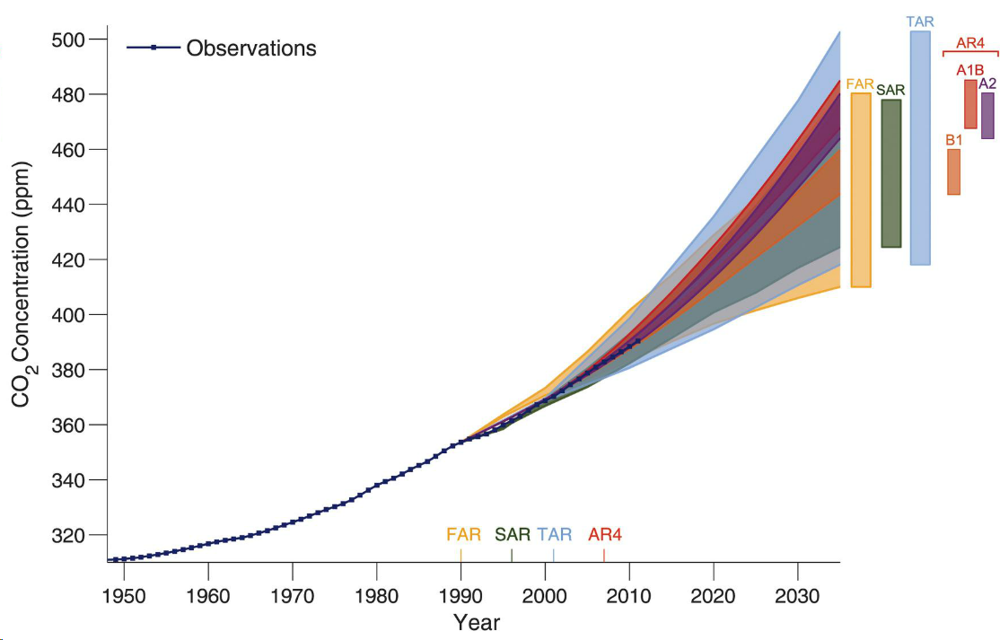 Observations
CO2 Concentration (ppm)
500
480
460
440
420
400
380
360
340
320
FAR SAR TAR AR4
1950 1960 1970 1980 1990 2000 2010 2020 2030
Year
TAR
AR4
A1B
FAR SAR A2
B1